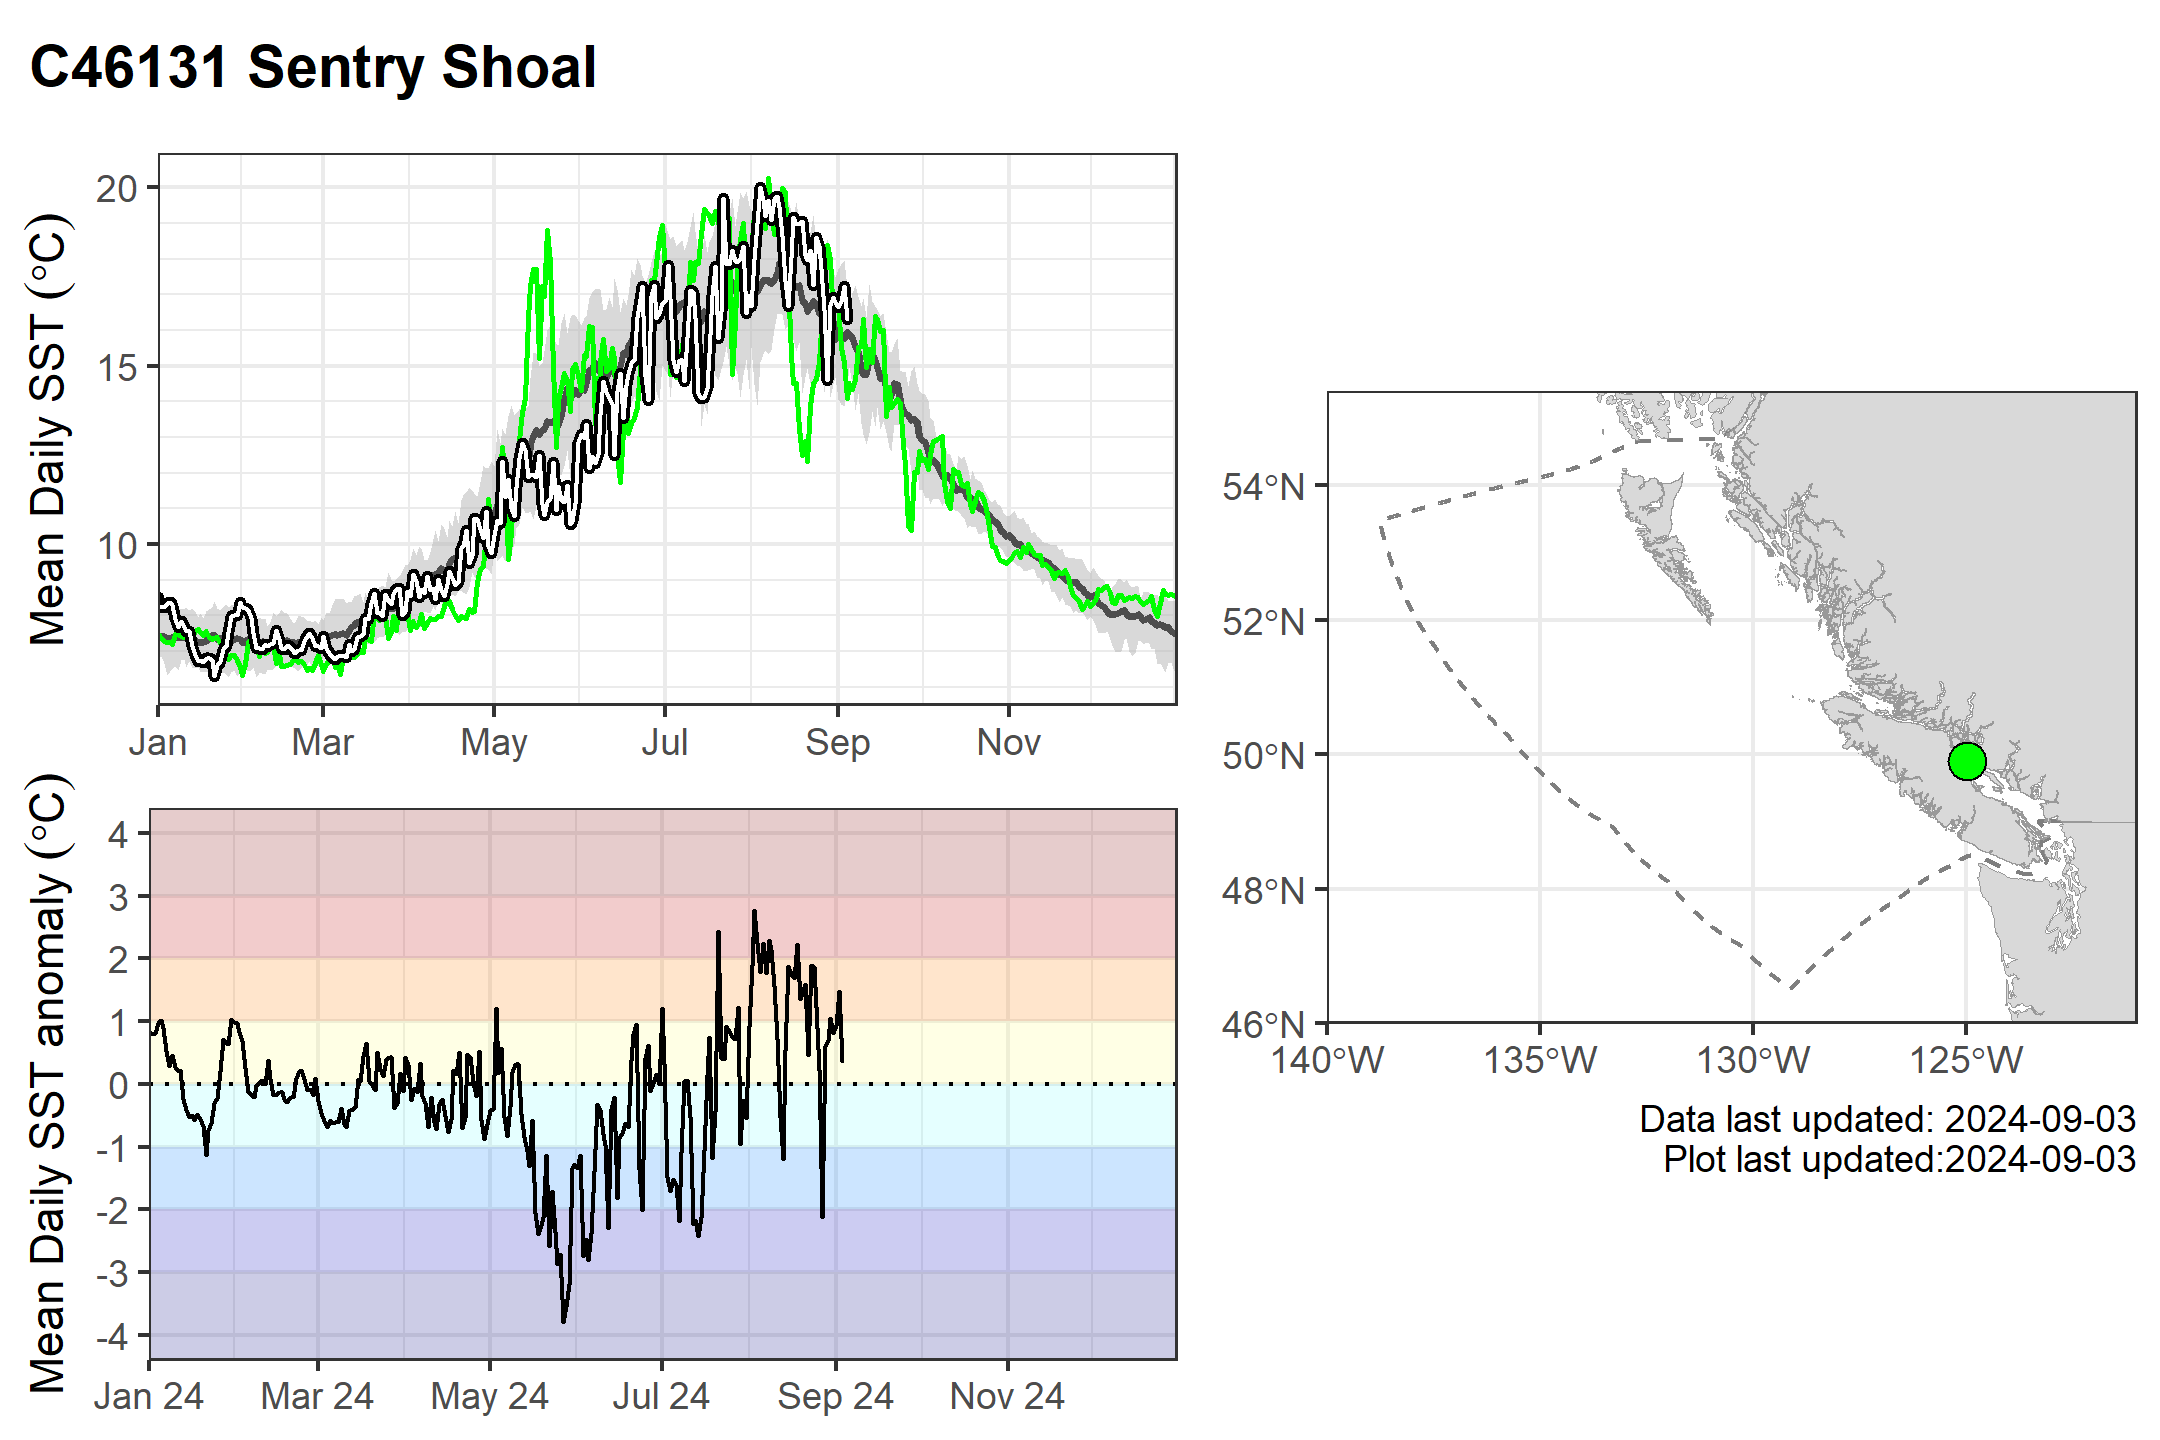 C46131 Sentry Shoal
Mean Daily SST (°C)
20
15
10
Jan Mar May Jul Sep Nov
Mean Daily SST anomaly (°C)
4
3
2
1
0
-1
-2
-3
-4
Jan 24 Mar 24 May 24 Jul 24 Sep 24 Nov 24
54°N
52°N
50°N
48°N
46°N
140°W 135°W 130°W 125°W
Data last updated: 2024-09-03
Plot last updated:2024-09-03